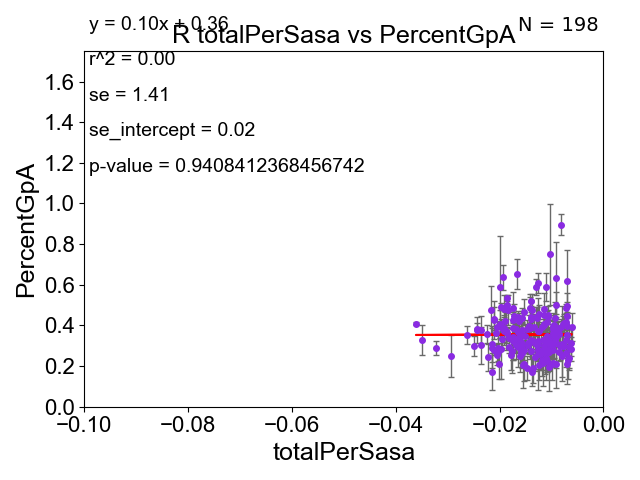 y = 0.10x + 0.36
N = 198
R totalPerSasa vs PercentGpA
r^2 = 0.00
se = 1.41
se_intercept = 0.02
p-value = 0.9408412368456742
PercentGpA
1.6
1.4
1.2
1.0
0.8
0.6
0.4
0.2
0.0
−0.10
−0.08
−0.06
−0.04
−0.02
0.00
totalPerSasa